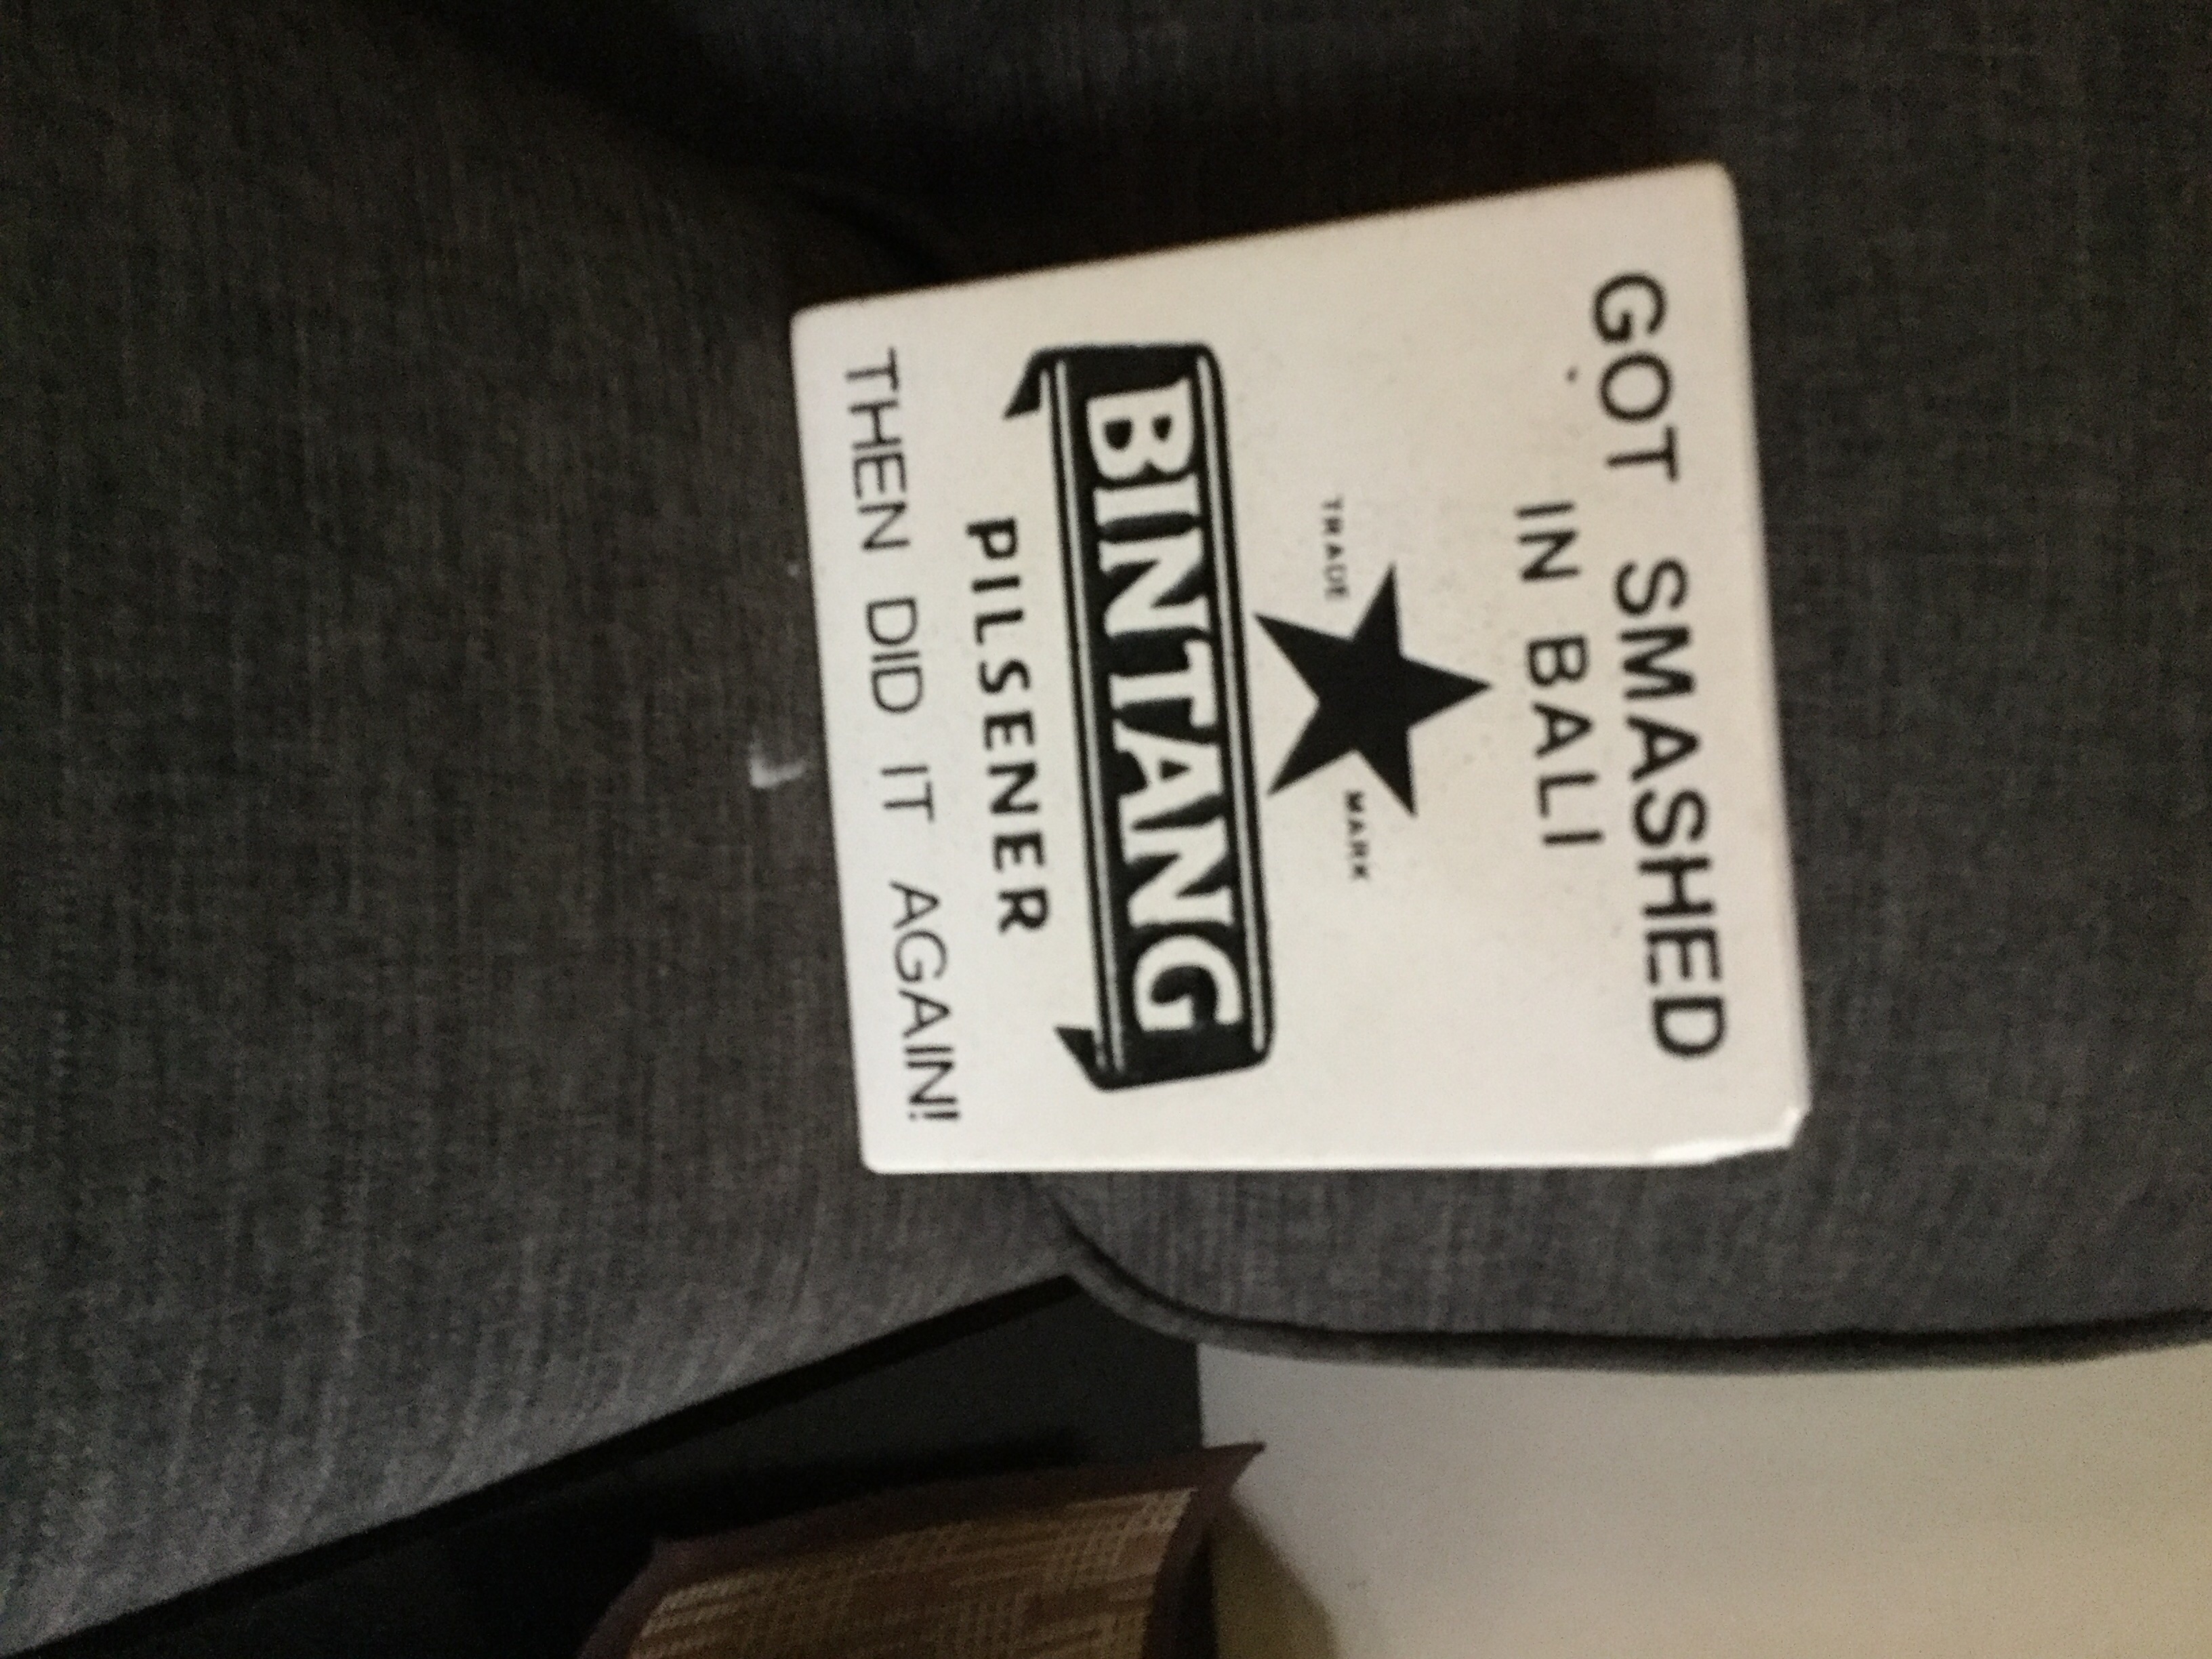 GOT SMASHED
IN BALI
TRADE MARK
BINTANG
PILSENER
THEN DID IT AGAIN!